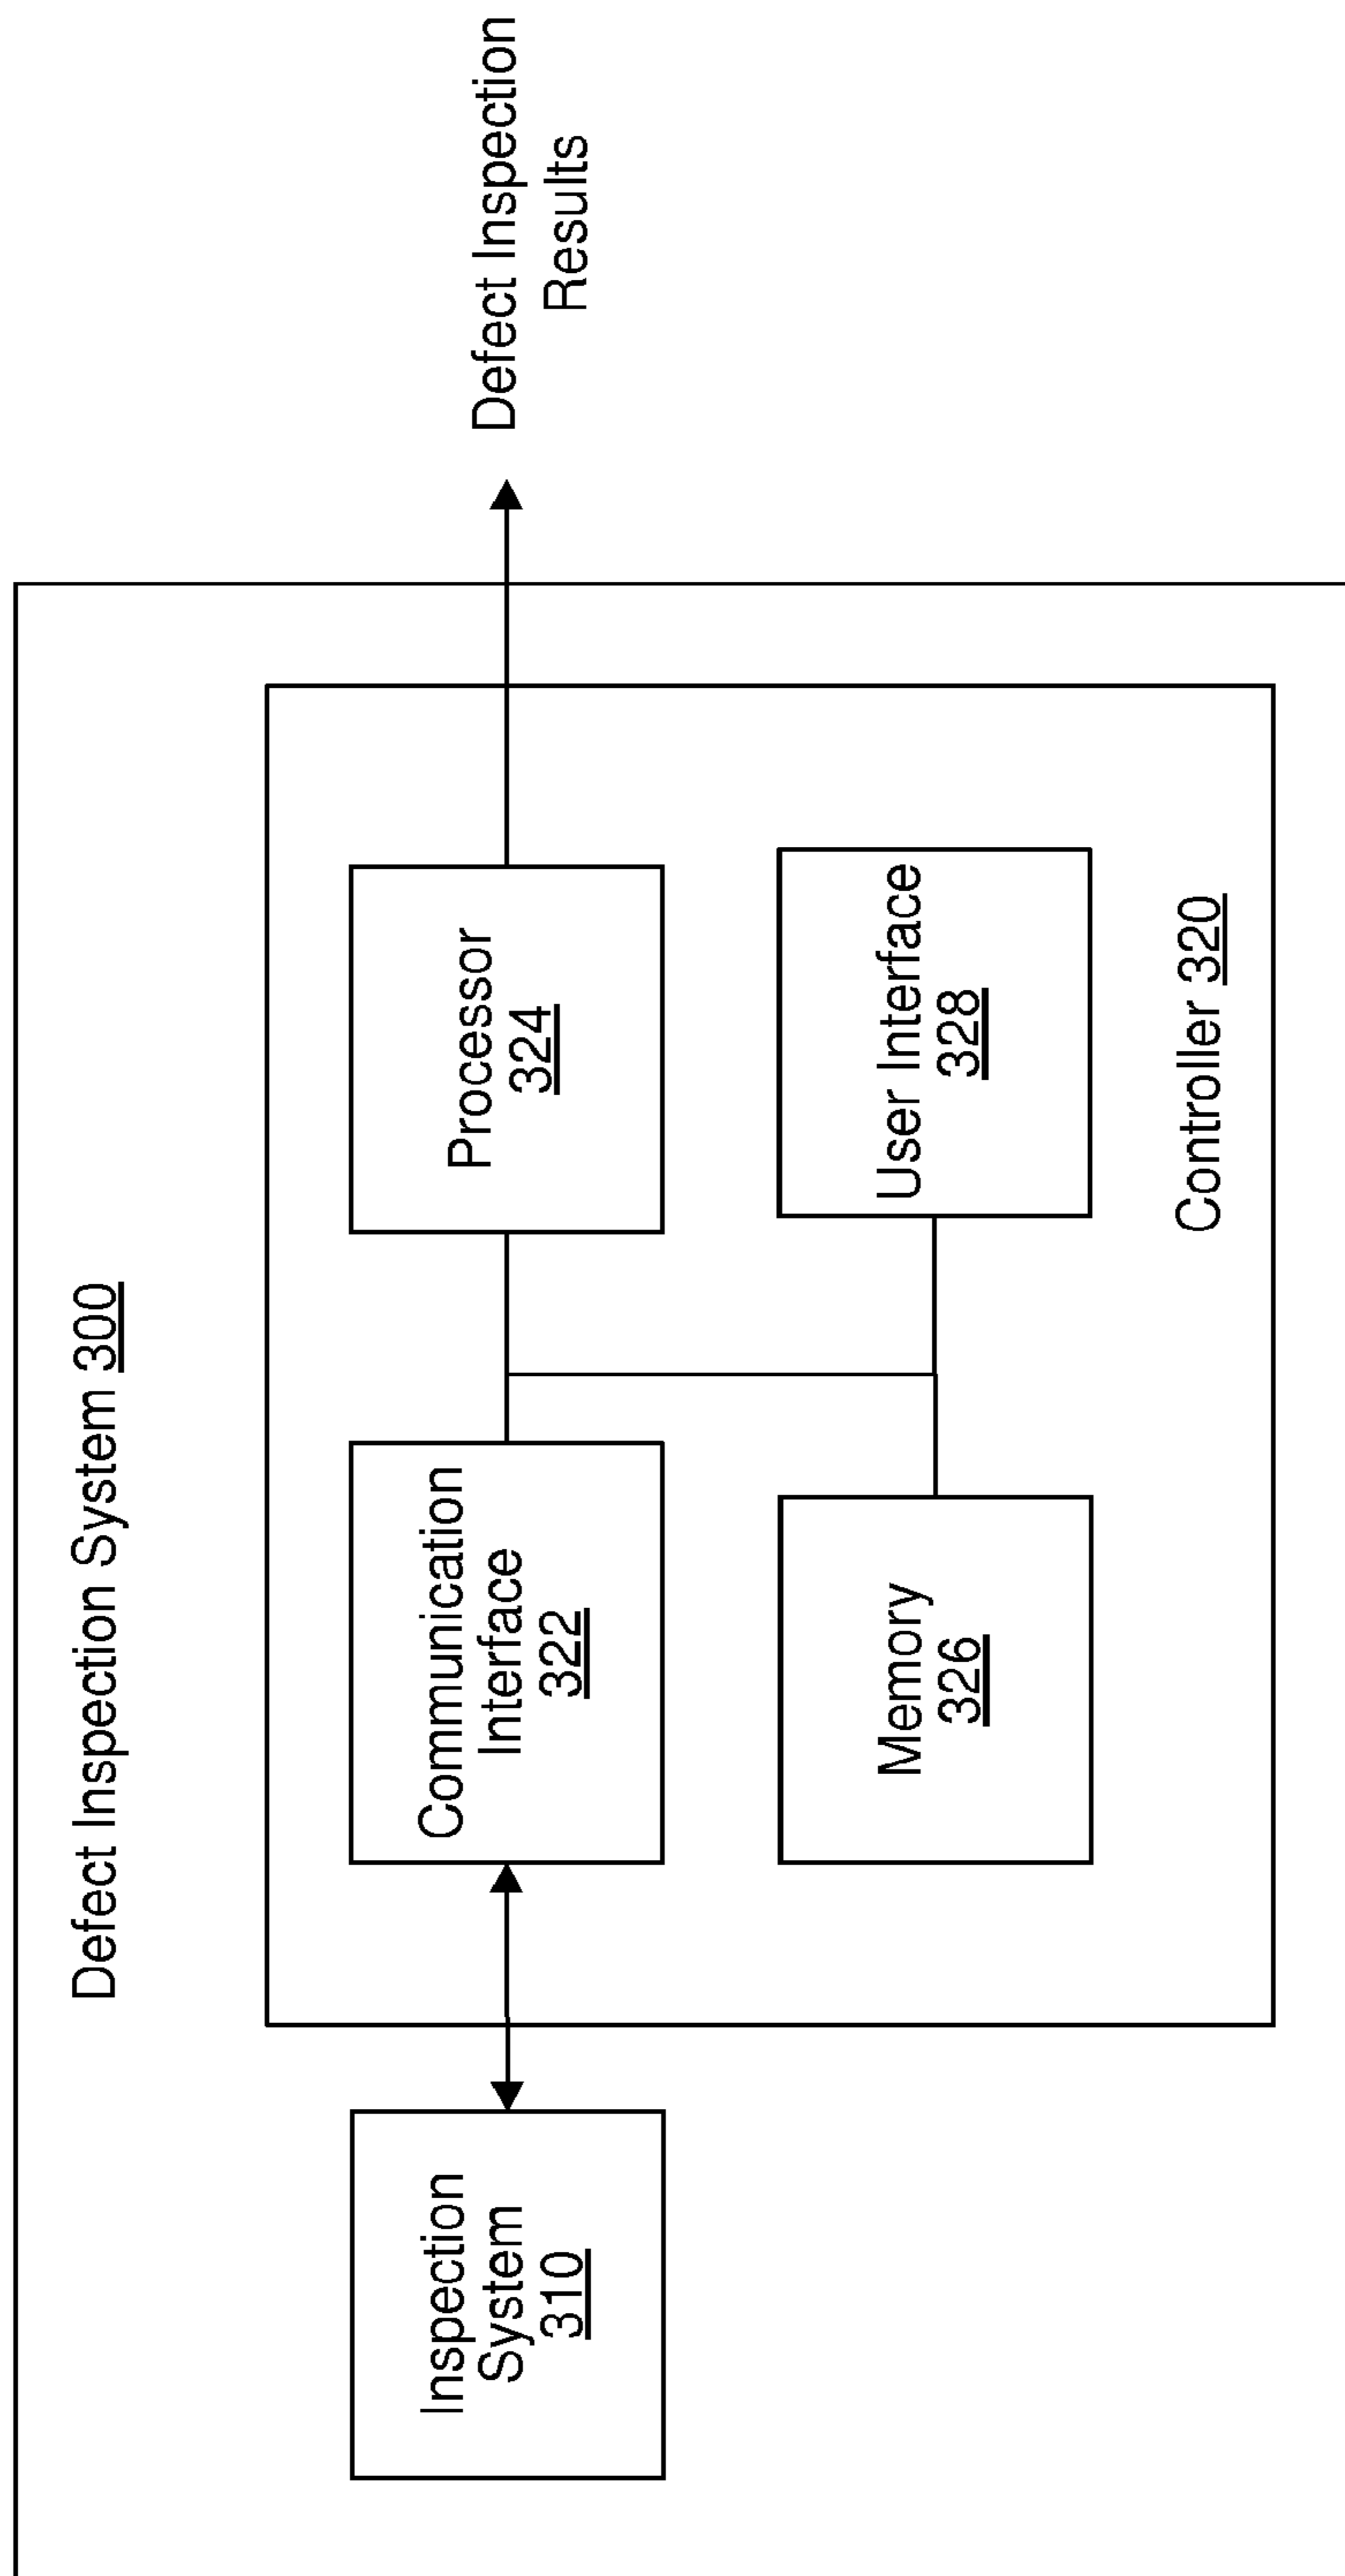 Defect Inspection System 300
Inspection
System
310
Communication
Interface
322
Processor
324
Defect Inspection
Results
Memory
326
User Interface
328
Controller 320